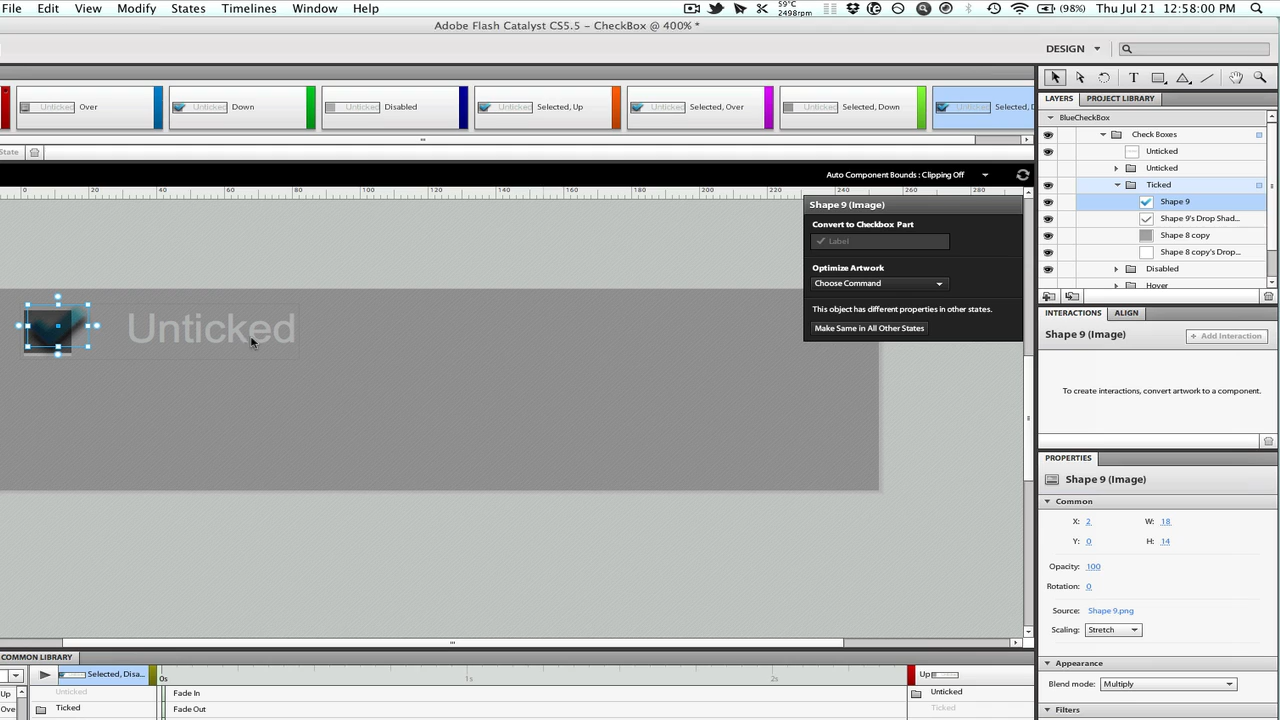 File Edit View Modify States Timelines Window Help 59°C 2498rpm (98%) Thu Jul 21 12:58:00 PM
Adobe Flash Catalyst CS5.5 – CheckBox @ 400% *
DESIGN
Unticked Over
Unticked Down
Unticked Disabled
Unticked Selected, Up
Unticked Selected, Over
Unticked Selected, Down
Unticked Selected, D
State
Auto Component Bounds : Clipping Off
0 20 40 60 80 100 120 140 160 180 200 220 240 260 280
Unticked
Shape 9 (Image)
Convert to Checkbox Part
Label
Optimize Artwork
Choose Command
This object has different properties in other states.
Make Same in All Other States
LAYERS PROJECT LIBRARY
BlueCheckBox
Check Boxes
Unticked
Unticked
Ticked
Shape 9
Shape 9's Drop Shad...
Shape 8 copy
Shape 8 copy's Drop...
Disabled
Hover
INTERACTIONS ALIGN
Shape 9 (Image)
+ Add Interaction
To create interactions, convert artwork to a component.
PROPERTIES
Shape 9 (Image)
Common
X: 2 W: 18
Y: 0 H: 14
Opacity: 100
Rotation: 0
Source: Shape 9.png
Scaling: Stretch
Appearance
Blend mode: Multiply
Filters
COMMON LIBRARY
Selected, Disa... 0s 1s 2s Up
Up Unticked Fade In Unticked
Ove Ticked Fade Out Ticked